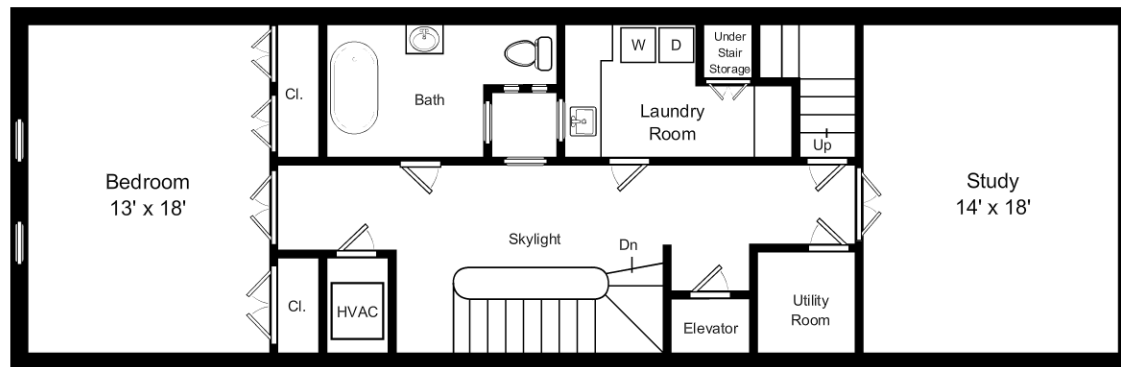 W
D
Under
Stair
Storage
Cl.
Bath
Laundry
Room
Up
Bedroom
13' x 18'
Study
14' x 18'
Skylight
Dn
Cl.
HVAC
Elevator
Utility
Room